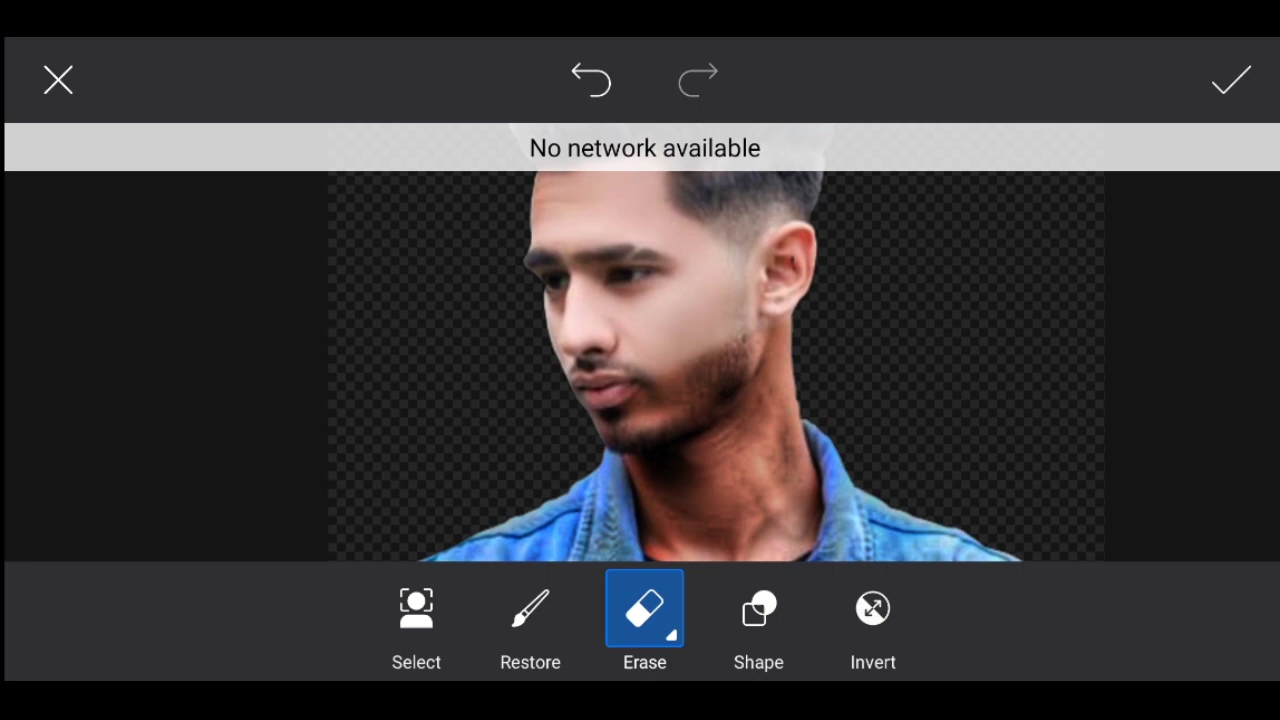 No network available
Select
Restore
Erase
Shape
Invert